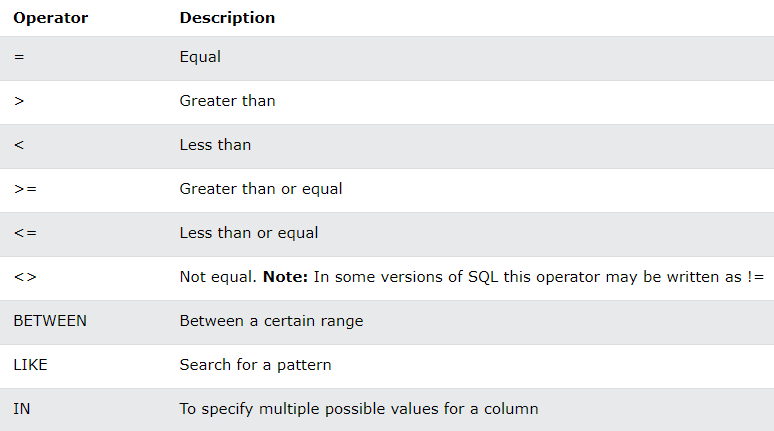 Operator Description
= Equal
> Greater than
< Less than
>= Greater than or equal
<= Less than or equal
<> Not equal. Note: In some versions of SQL this operator may be written as !=
BETWEEN Between a certain range
LIKE Search for a pattern
IN To specify multiple possible values for a column